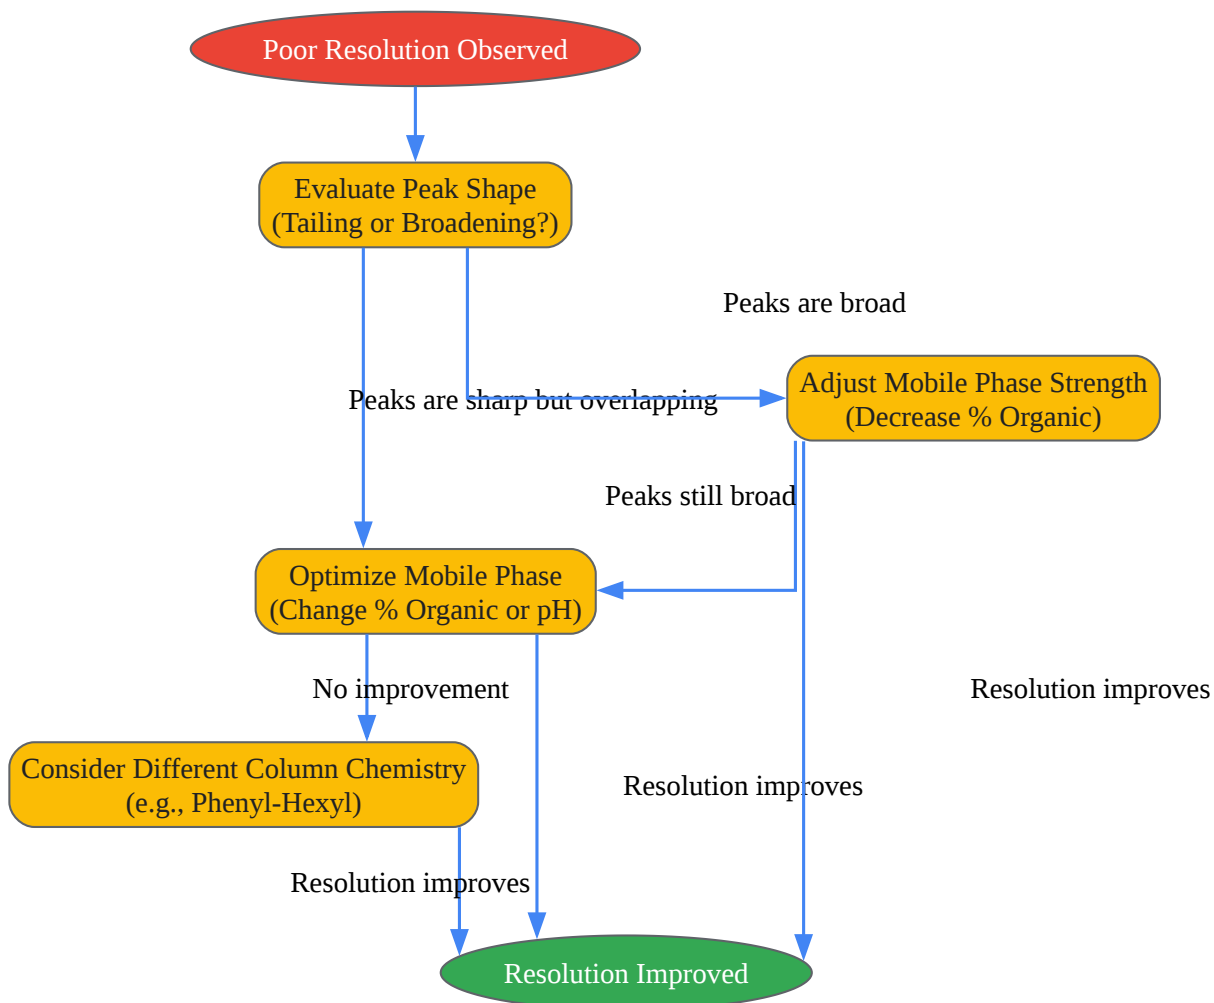 Poor Resolution Observed
Evaluate Peak Shape
(Tailing or Broadening?)
Peaks are broad
Peaks are sharp but overlapping
Adjust Mobile Phase Strength
(Decrease % Organic)
Peaks still broad
Optimize Mobile Phase
(Change % Organic or pH)
No improvement
Resolution improves
Consider Different Column Chemistry
(e.g., Phenyl-Hexyl)
Resolution improves
Resolution improves
Resolution Improved